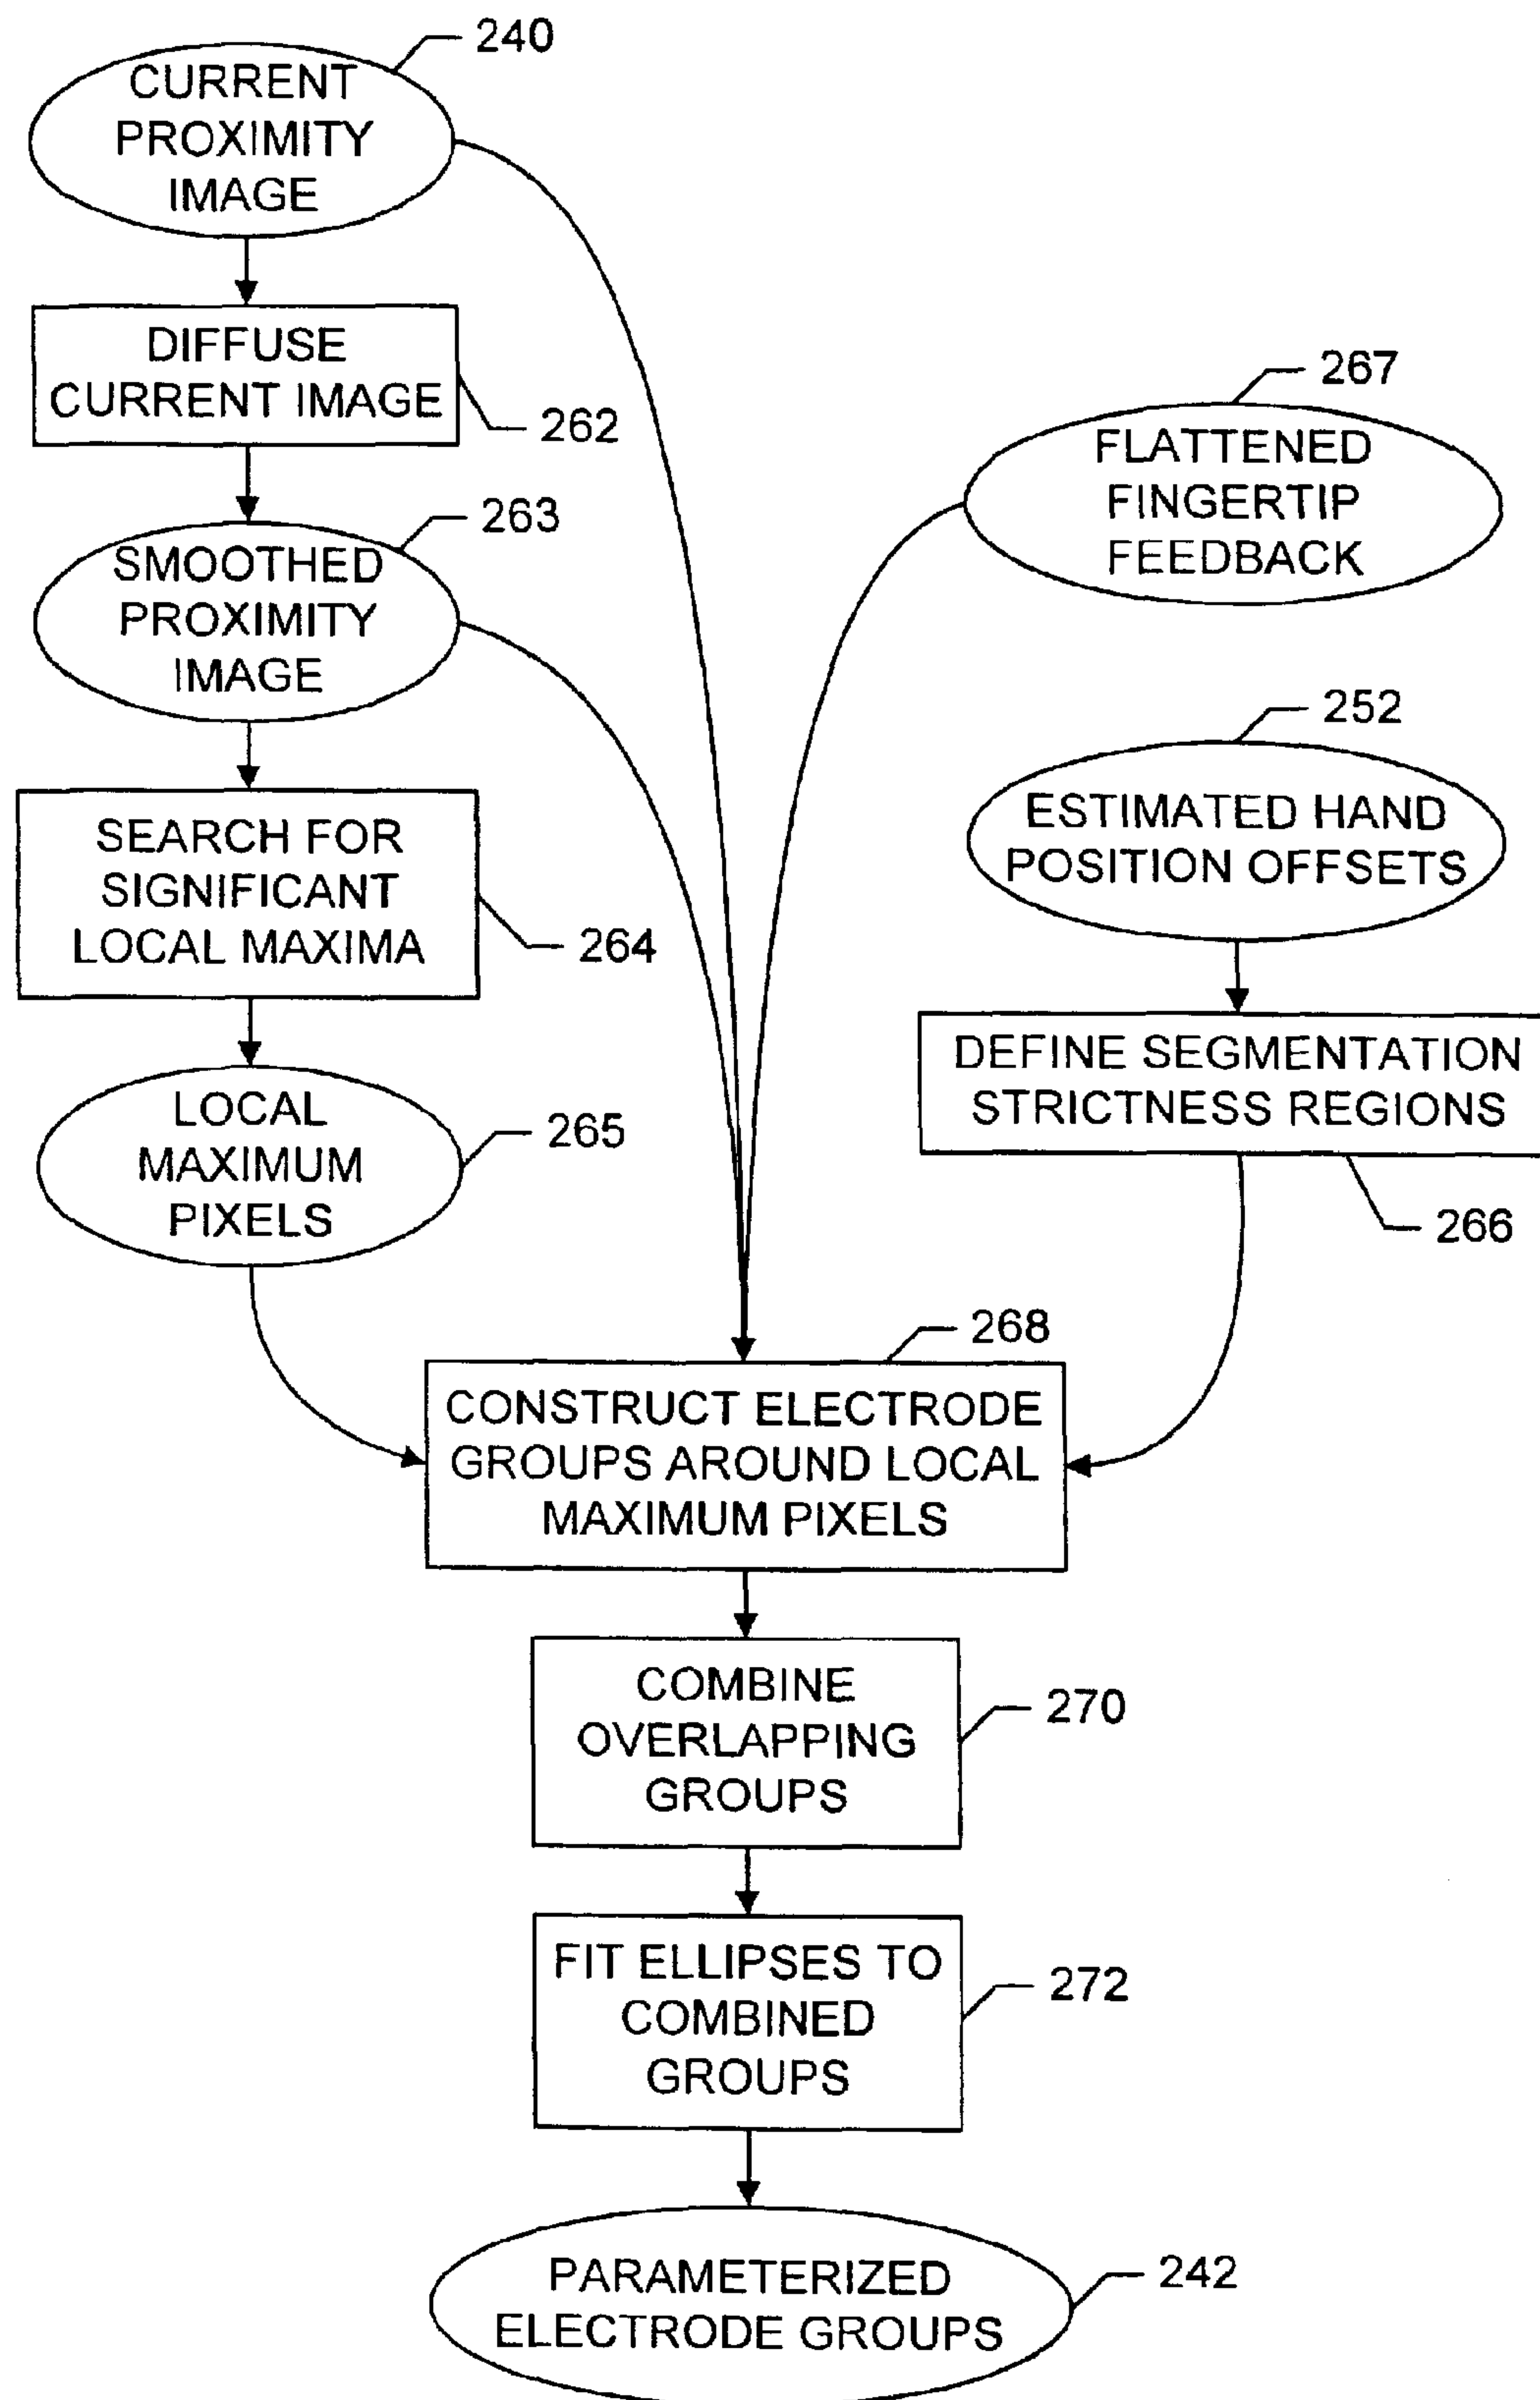 240
CURRENT
PROXIMITY
IMAGE
DIFFUSE
CURRENT IMAGE
262
267
FLATTENED
FINGERTIP
FEEDBACK
263
SMOOTHED
PROXIMITY
IMAGE
252
ESTIMATED HAND
POSITION OFFSETS
SEARCH FOR
SIGNIFICANT
LOCAL MAXIMA
264
DEFINE SEGMENTATION
STRICTNESS REGIONS
266
LOCAL
MAXIMUM
PIXELS
265
268
CONSTRUCT ELECTRODE
GROUPS AROUND LOCAL
MAXIMUM PIXELS
COMBINE
OVERLAPPING
GROUPS
270
FIT ELLIPSES TO
COMBINED
GROUPS
272
PARAMETERIZED
ELECTRODE GROUPS
242